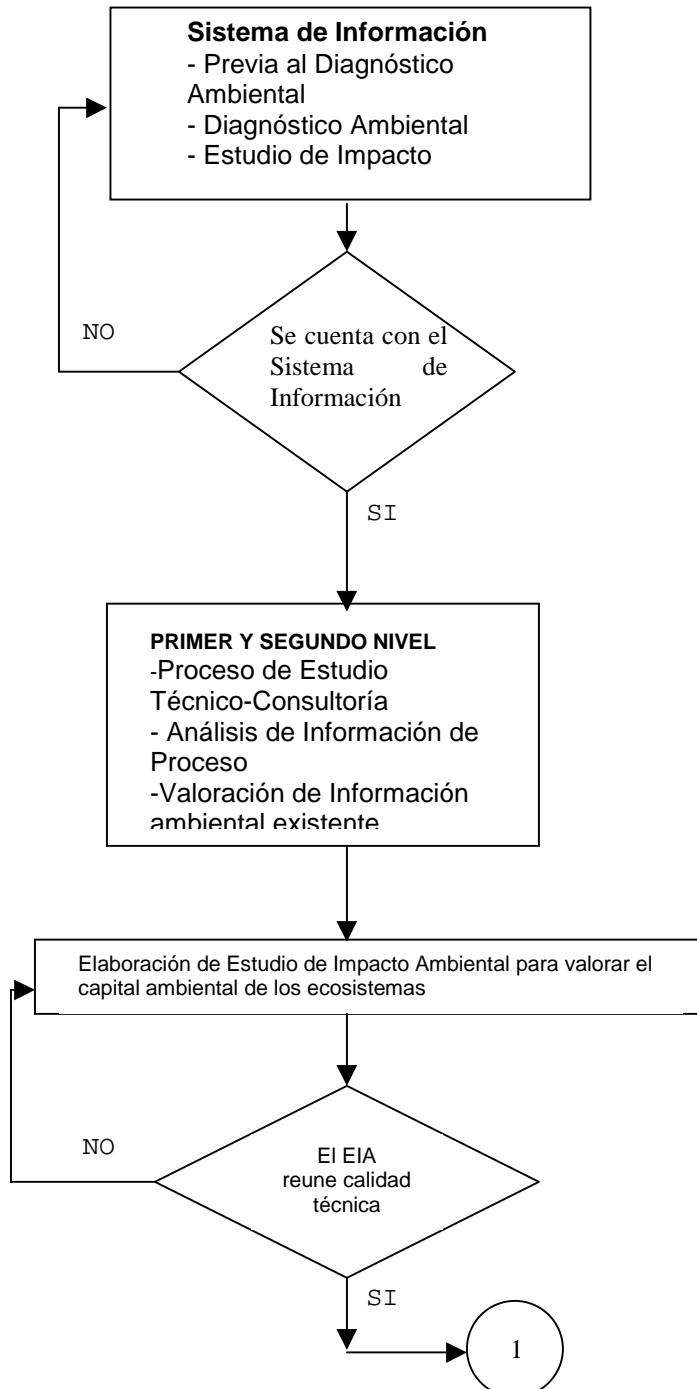 Sistema de Información
- Previa al Diagnóstico
Ambiental
- Diagnóstico Ambiental
- Estudio de Impacto
NO
Se cuenta con el
Sistema de
Información
SI
PRIMER Y SEGUNDO NIVEL
-Proceso de Estudio
Técnico-Consultoría
- Análisis de Información de
Proceso
-Valoración de Información
ambiental existente
Elaboración de Estudio de Impacto Ambiental para valorar el
capital ambiental de los ecosistemas
NO
El EIA
reune calidad
técnica
SI
1